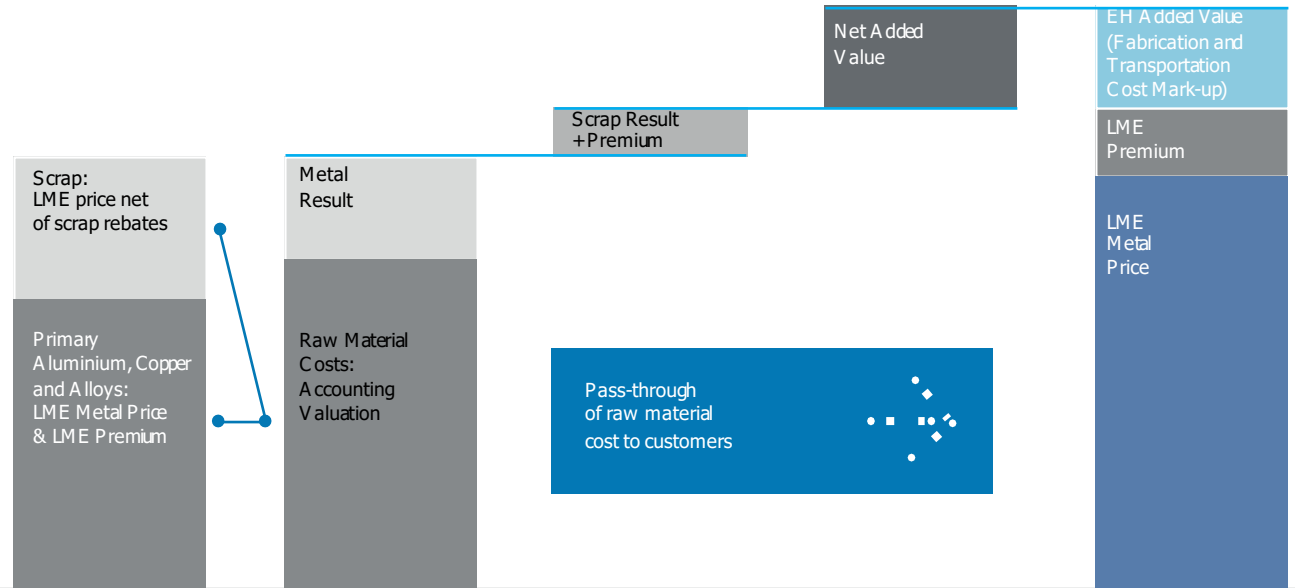 Scrap:
LME price net
of scrap rebates
Primary
Aluminium, Copper
and Alloys:
LME Metal Price
& LME Premium
Metal
Result
Raw Material
Costs:
Accounting
Valuation
Scrap Result
+Premium
Pass-through
of raw material
cost to customers
Net Added
Value
EH Added Value
(Fabrication and
Transportation
Cost Mark-up)
LME
Premium
LME
Metal
Price